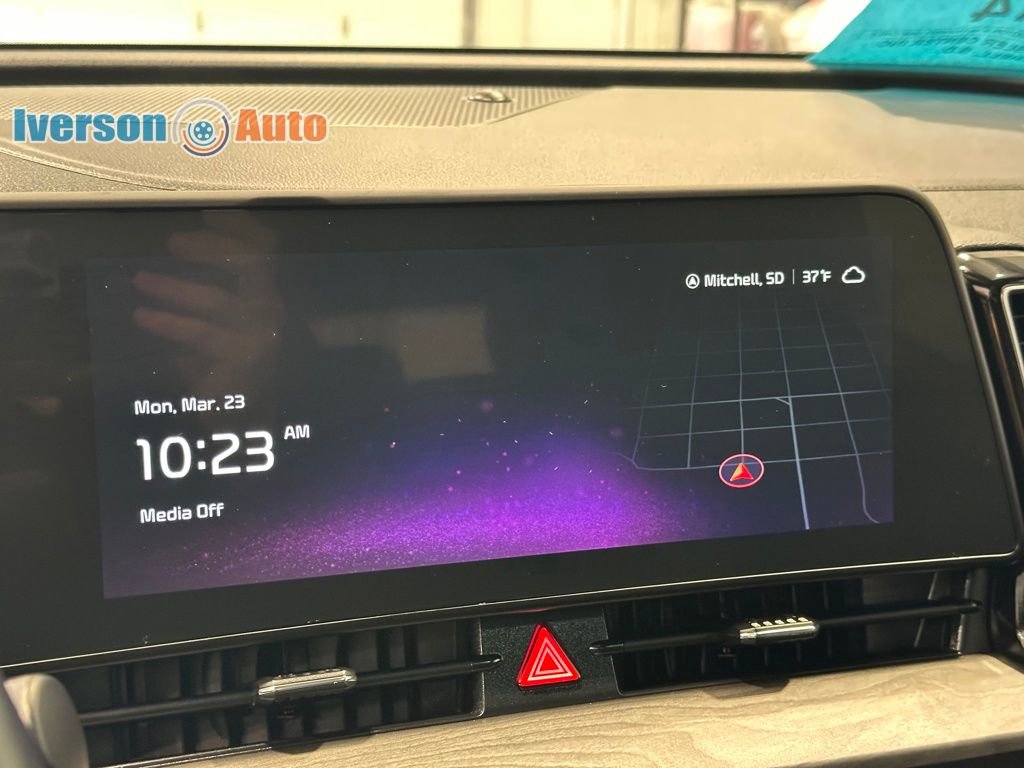 Iverson Auto
Mitchell, SD | 37°F
Mon, Mar. 23
10:23 AM
Media Off